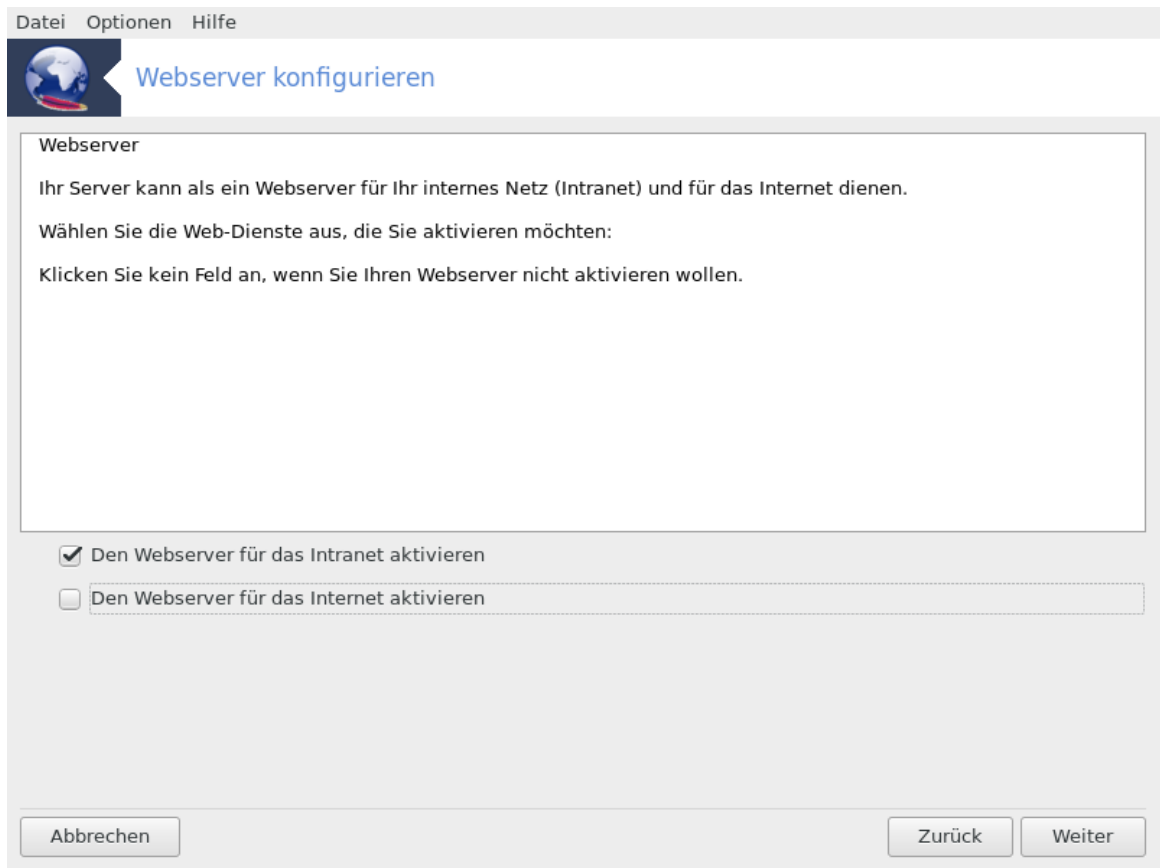 Datei Optionen Hilfe
Webserver konfigurieren
Webserver
Ihr Server kann als ein Webserver für Ihr internes Netz (Intranet) und für das Internet dienen.
Wählen Sie die Web-Dienste aus, die Sie aktivieren möchten:
Klicken Sie kein Feld an, wenn Sie Ihren Webserver nicht aktivieren wollen.
Den Webserver für das Intranet aktivieren
Den Webserver für das Internet aktivieren
Abbrechen Zurück Weiter